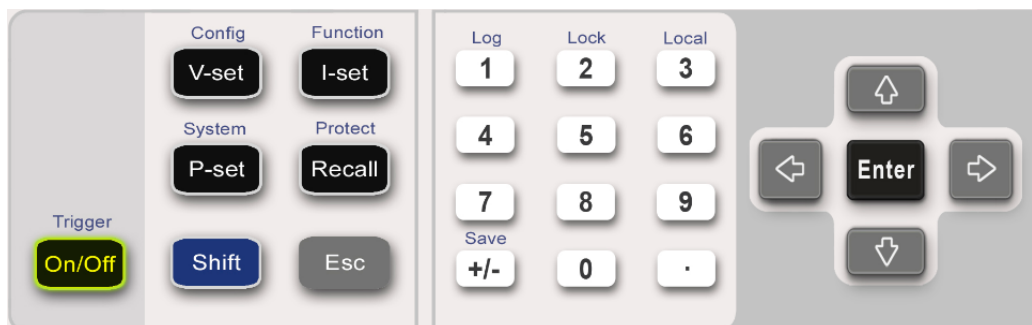 Config Function
V-set I-set
System Protect
P-set Recall
Trigger
On/Off Shift Esc
Log Lock Local
1 2 3
4 5 6
7 8 9
Save
+/- 0 .
Enter